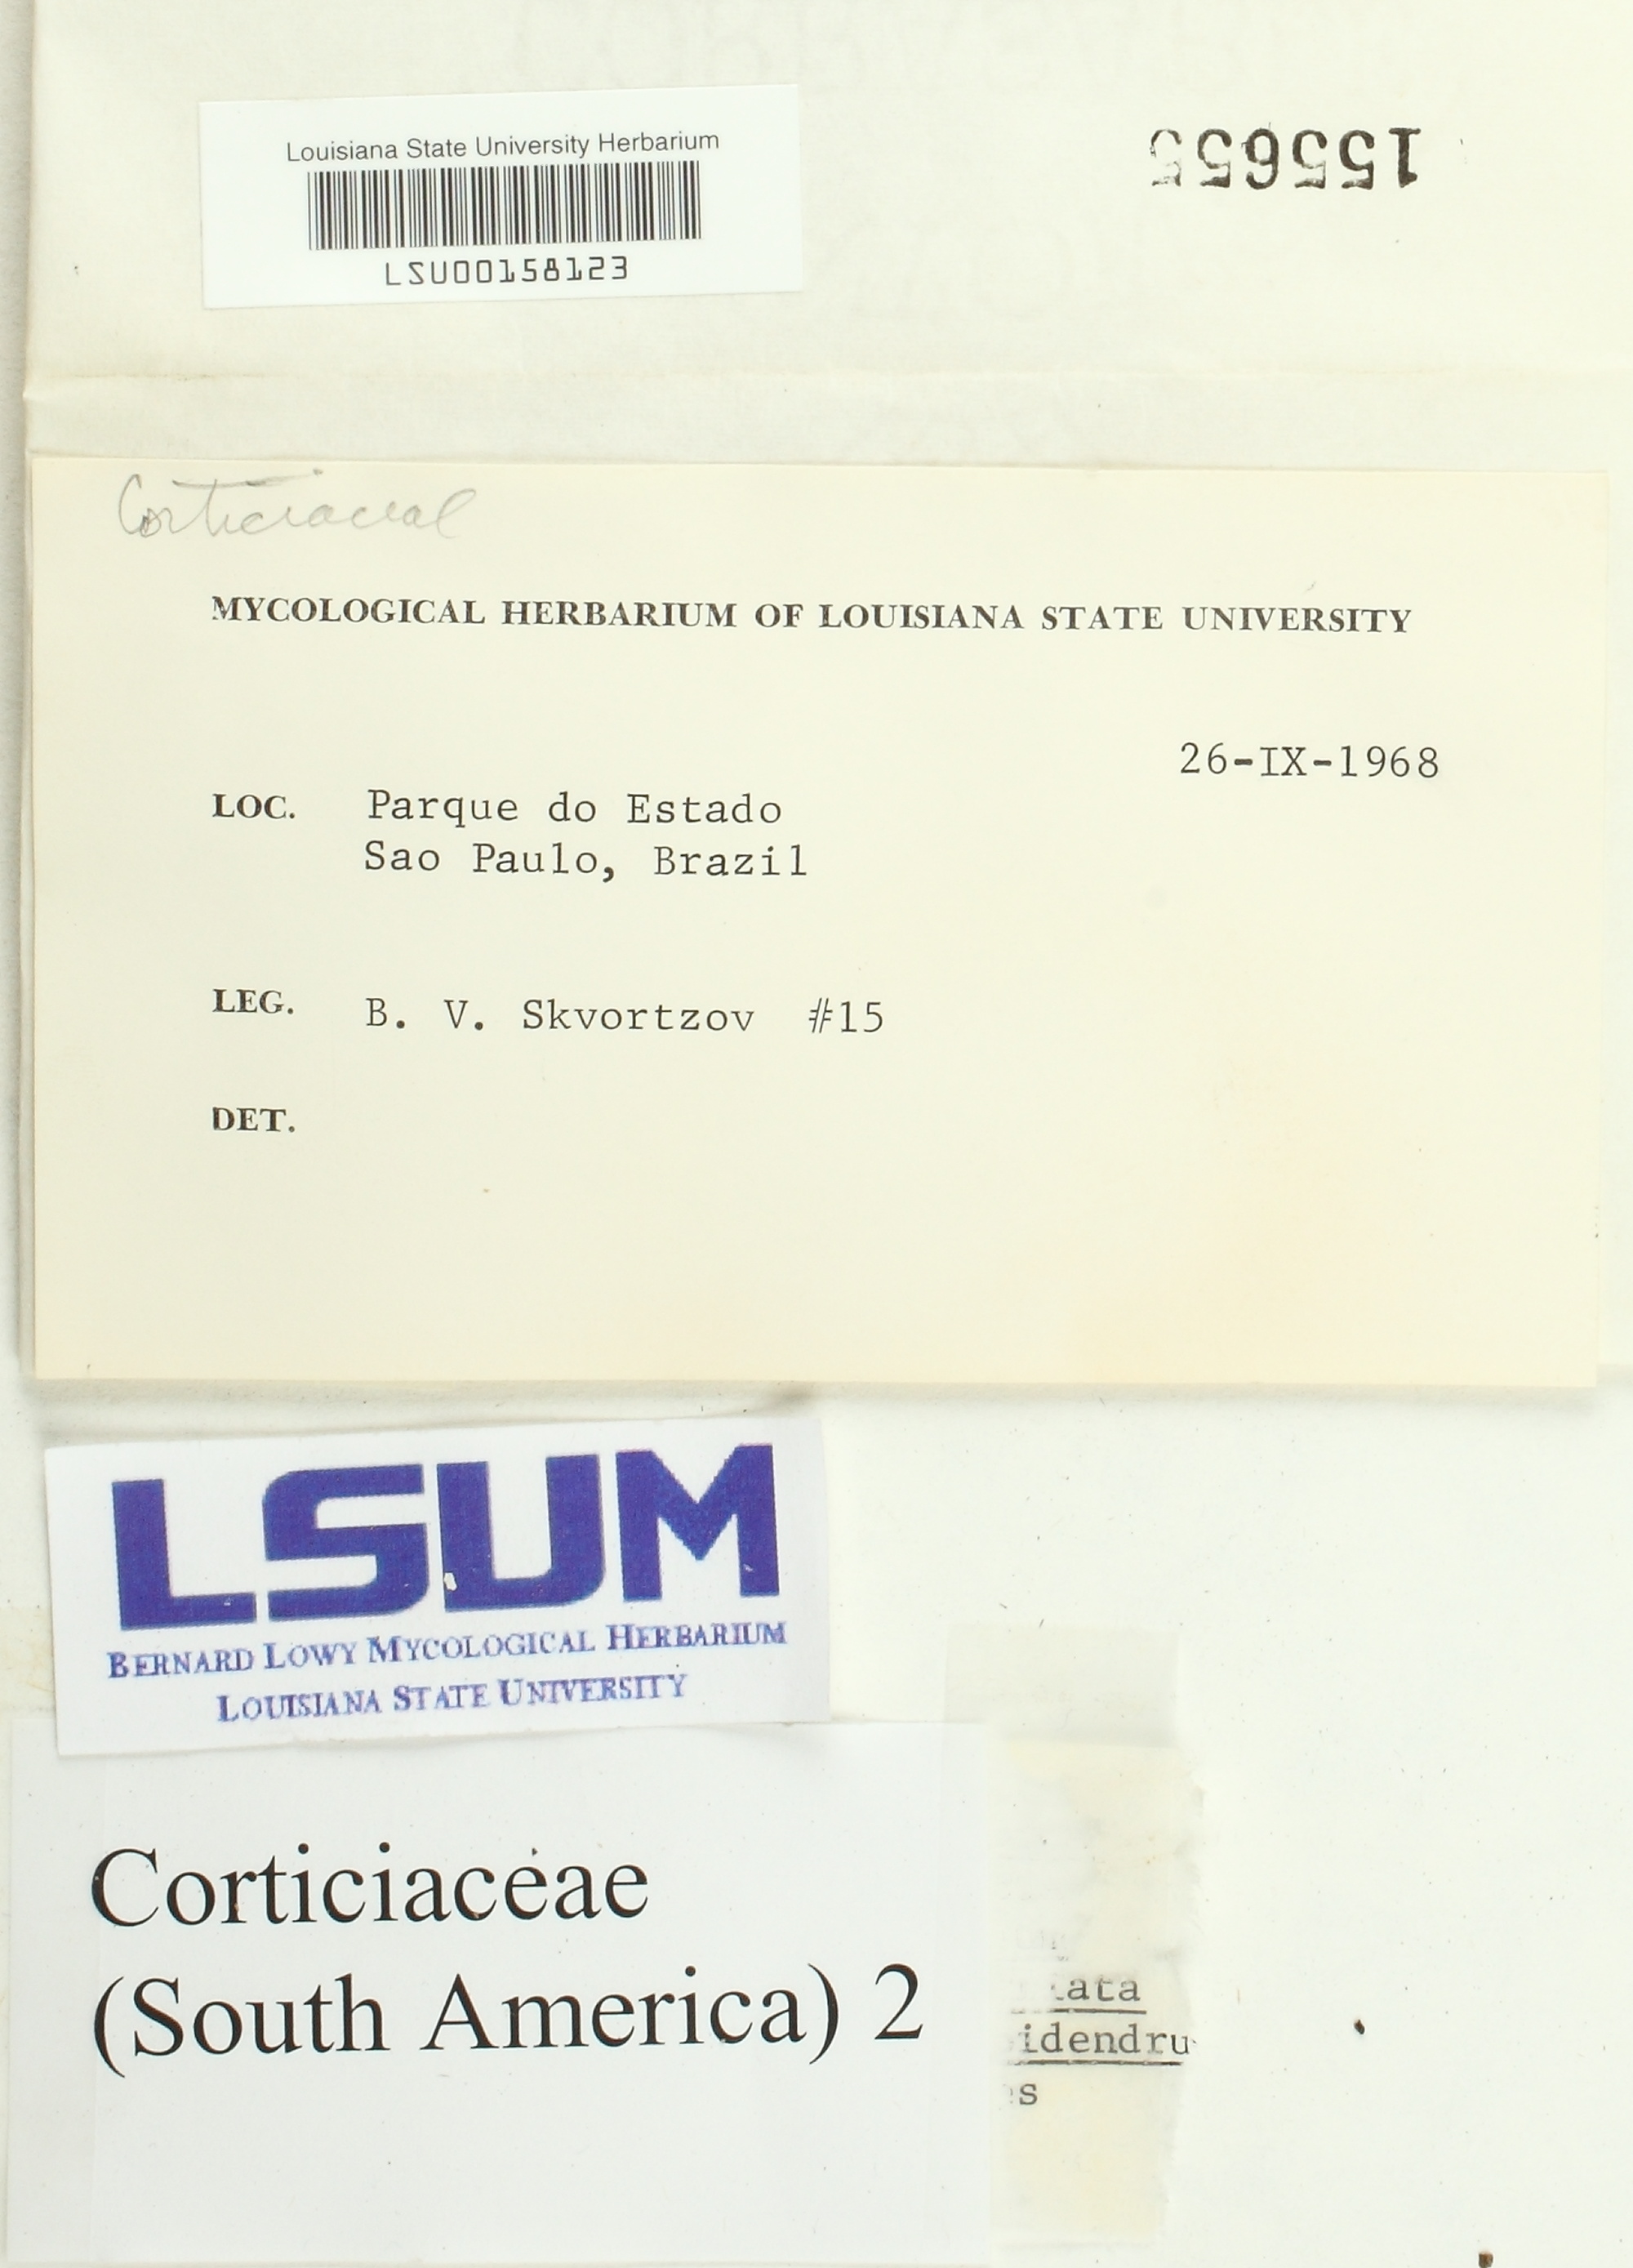 Louisiana State University Herbarium
LSU00158123
155655
Corticiaceae
MYCOLOGICAL HERBARIUM OF LOUISIANA STATE UNIVERSITY
26-IX-1968
LOC. Parque do Estado
Sao Paulo, Brazil
LEG. B. V. Skvortzov #15
DET.
LSUM
BERNARD LOWY MYCOLOGICAL HERBARIUM
LOUISIANA STATE UNIVERSITY
Corticiaceae
(South America) 2
idendru